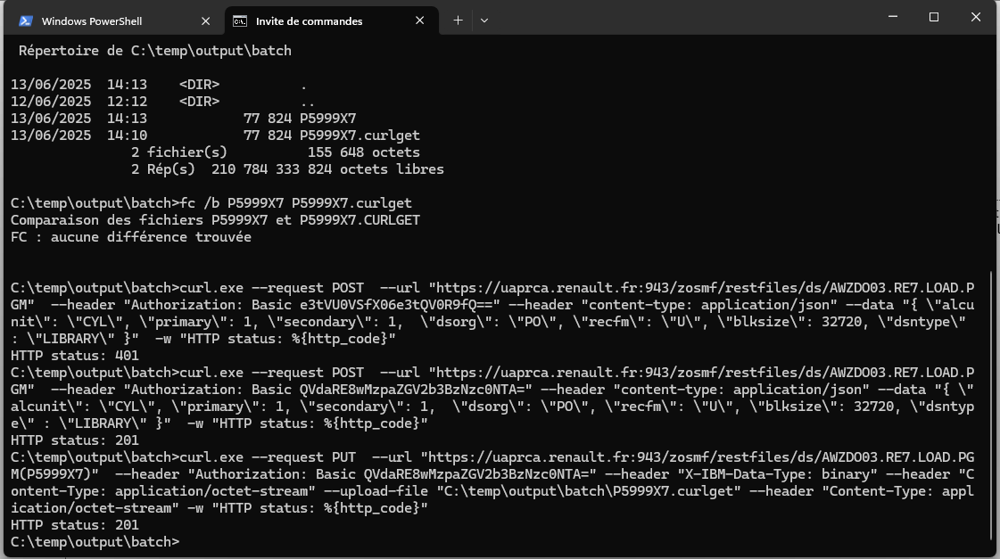 Windows PowerShell
Invite de commandes
 Répertoire de C:\temp\output\batch
13/06/2025  14:13    <DIR>          .
12/06/2025  12:12    <DIR>          ..
13/06/2025  14:13            77 824 P5999X7
13/06/2025  14:10            77 824 P5999X7.curlget
               2 fichier(s)          155 648 octets
               2 Rép(s)  210 784 333 824 octets libres
C:\temp\output\batch>fc /b P5999X7 P5999X7.curlget
Comparaison des fichiers P5999X7 et P5999X7.CURLGET
FC : aucune différence trouvée
C:\temp\output\batch>curl.exe --request POST  --url "https://uaprca.renault.fr:943/zosmf/restfiles/ds/AWZDO03.RE7.LOAD.P
GM"  --header "Authorization: Basic e3tVU0VSfX06e3tQV0R9fQ==" --header "content-type: application/json" --data "{ \"alcu
nit\": \"CYL\", \"primary\": 1, \"secondary\": 1,  \"dsorg\": \"PO\", \"recfm\": \"U\", \"blksize\": 32720, \"dsntype\"
: \"LIBRARY\" }"  -w "HTTP status: %{http_code}"
HTTP status: 401
C:\temp\output\batch>curl.exe --request POST  --url "https://uaprca.renault.fr:943/zosmf/restfiles/ds/AWZDO03.RE7.LOAD.P
GM"  --header "Authorization: Basic QVdaRE8wMzpaZGV2b3BzNzc0NTA=" --header "content-type: application/json" --data "{ \"
alcunit\": \"CYL\", \"primary\": 1, \"secondary\": 1,  \"dsorg\": \"PO\", \"recfm\": \"U\", \"blksize\": 32720, \"dsntyp
e\" : \"LIBRARY\" }"  -w "HTTP status: %{http_code}"
HTTP status: 201
C:\temp\output\batch>curl.exe --request PUT  --url "https://uaprca.renault.fr:943/zosmf/restfiles/ds/AWZDO03.RE7.LOAD.PG
M(P5999X7)"  --header "Authorization: Basic QVdaRE8wMzpaZGV2b3BzNzc0NTA=" --header "X-IBM-Data-Type: binary" --header "C
ontent-Type: application/octet-stream" --upload-file "C:\temp\output\batch\P5999X7.curlget" --header "Content-Type: appl
ication/octet-stream" -w "HTTP status: %{http_code}"
HTTP status: 201
C:\temp\output\batch>